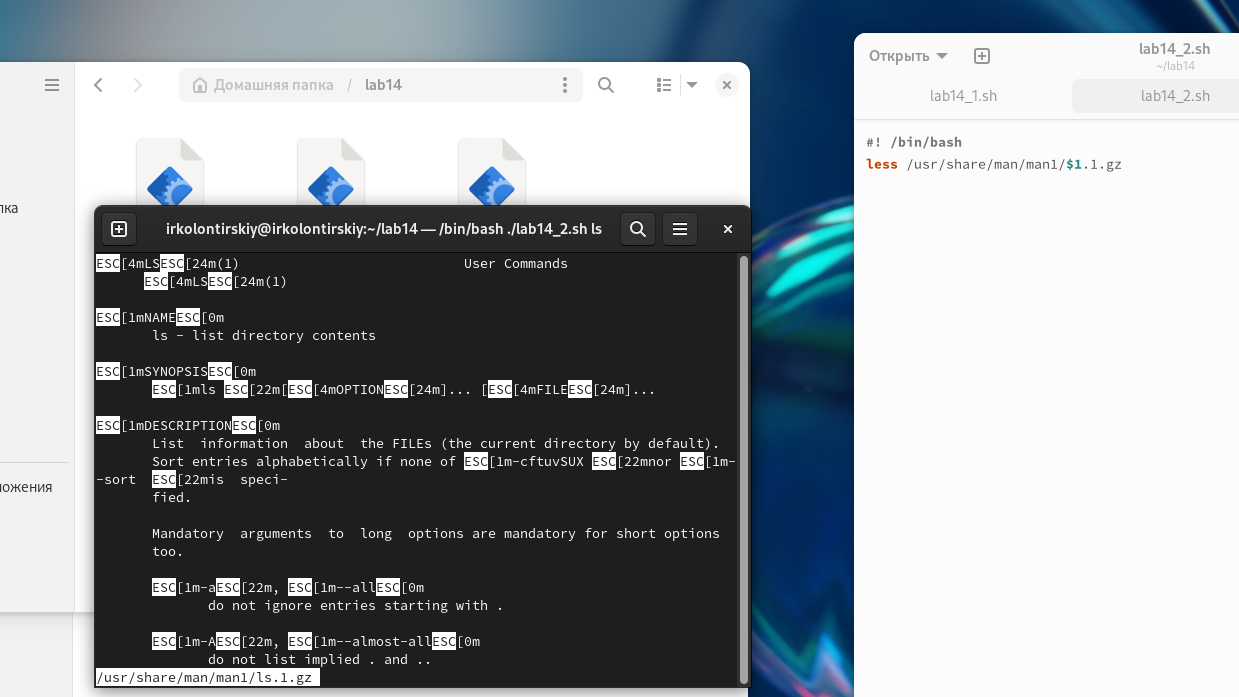 Домашняя папка / lab14
пка
ложения
irkolontirskiy@irkolontirskiy:~/lab14 — /bin/bash ./lab14_2.sh ls
ESC[4mLSESC[24m(1) User Commands
ESC[4mLSESC[24m(1)
ESC[1mNAMEESC[0m
ls - list directory contents
ESC[1mSYNOPSISESC[0m
ESC[1mls ESC[22m[ESC[4mOPTIONESC[24m]... [ESC[4mFILEESC[24m]...
ESC[1mDESCRIPTIONESC[0m
List information about the FILEs (the current directory by default).
Sort entries alphabetically if none of ESC[1m-cftuvSUX ESC[22mnor ESC[1m-
-sort ESC[22mis speci-
fied.
Mandatory arguments to long options are mandatory for short options
too.
ESC[1m-aESC[22m, ESC[1m--allESC[0m
do not ignore entries starting with .
ESC[1m-AESC[22m, ESC[1m--almost-allESC[0m
do not list implied . and ..
/usr/share/man/man1/ls.1.gz
Открыть
lab14_2.sh
~/lab14
lab14_1.sh lab14_2.sh
#! /bin/bash
less /usr/share/man/man1/$1.1.gz